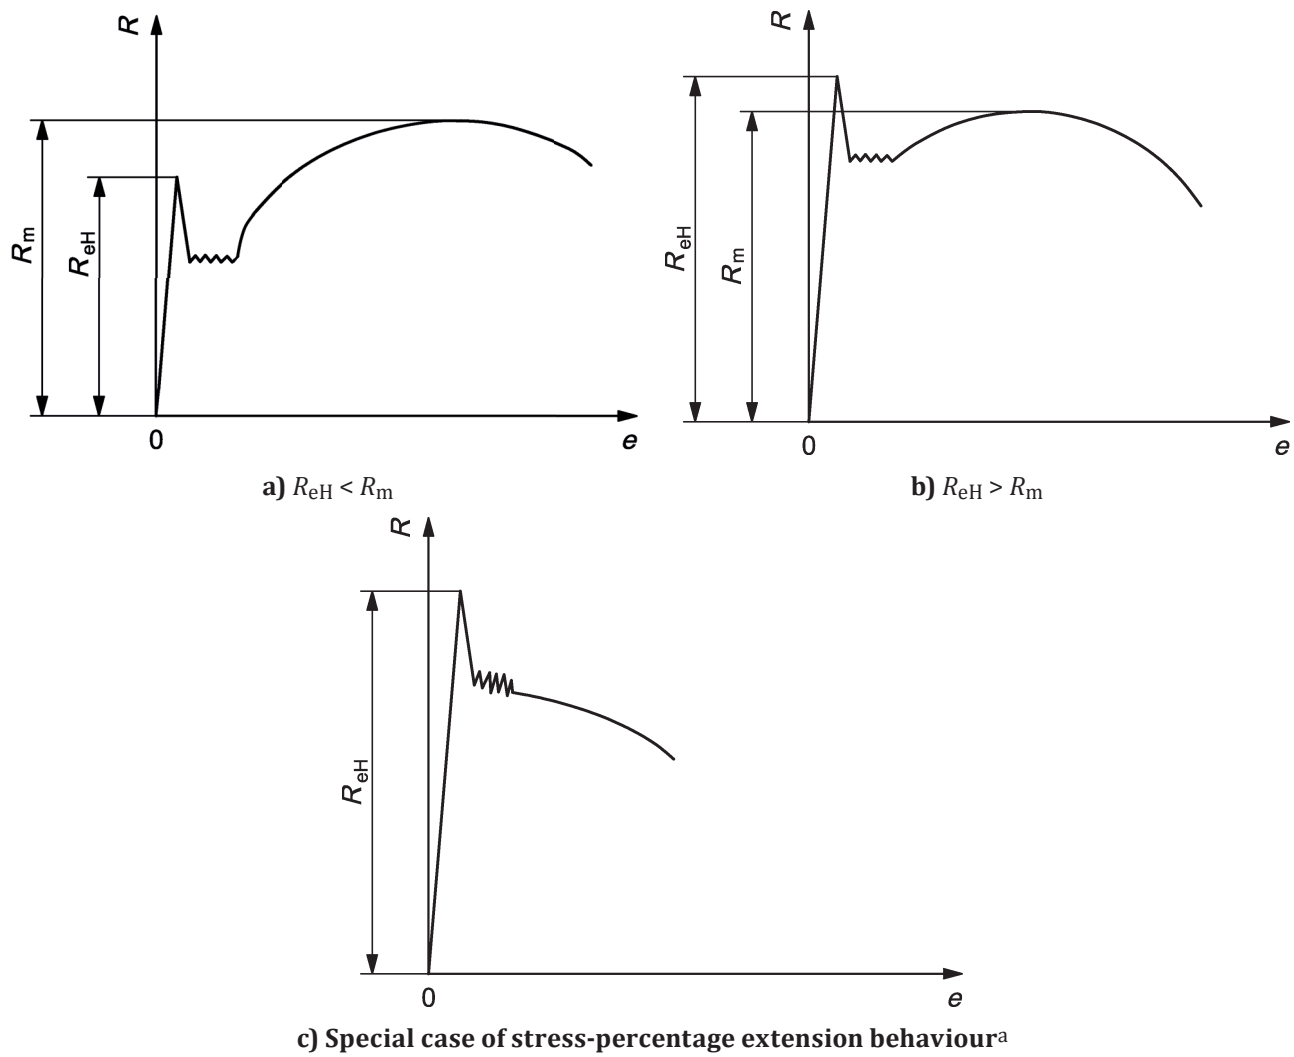 R
R_m
R_eH
0
e
a) R_eH < R_m
R
R_eH
R_m
0
e
b) R_eH > R_m
R
R_eH
0
e
c) Special case of stress-percentage extension behaviour^a